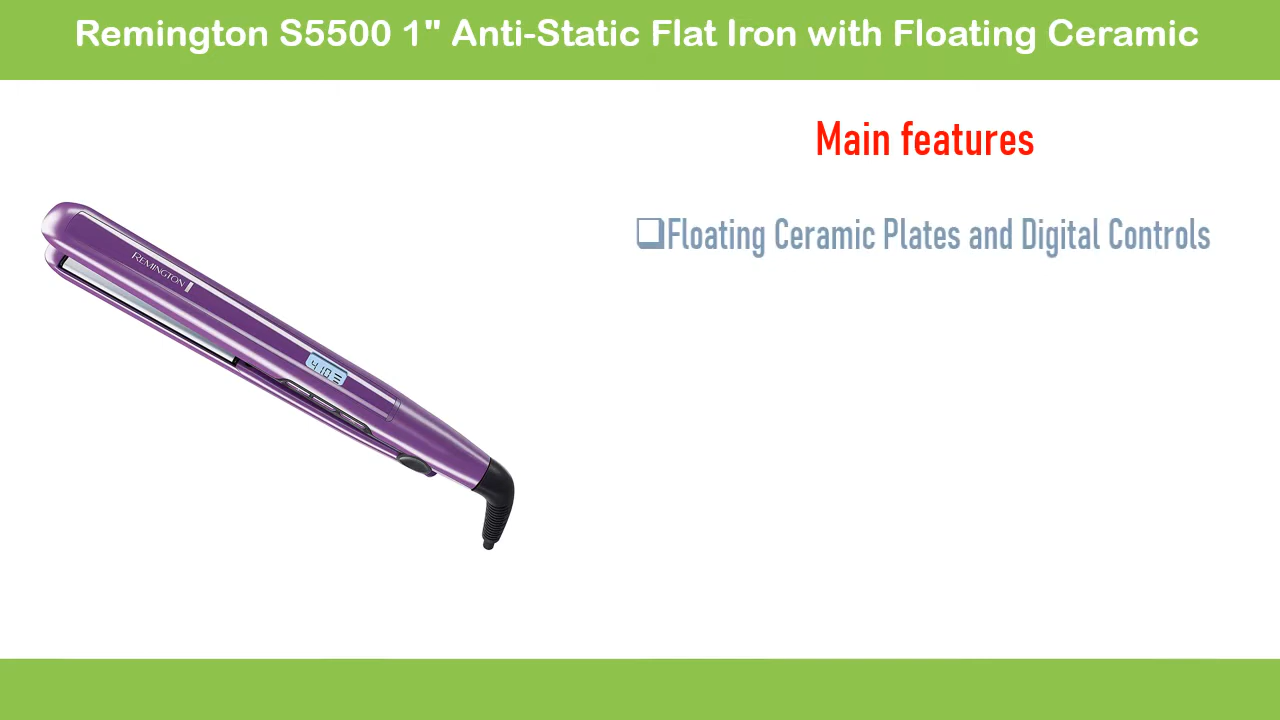 Remington S5500 1" Anti-Static Flat Iron with Floating Ceramic
Main features
❑Floating Ceramic Plates and Digital Controls
REMINGTON
410